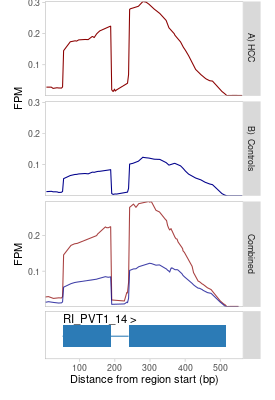 0.3
0.2
0.1
FPM
A) HCC
0.3
0.2
0.1
B) Controls
0.2
0.1
FPM
Combined
RI_PVT1_14 >
100 200 300 400 500
Distance from region start (bp)